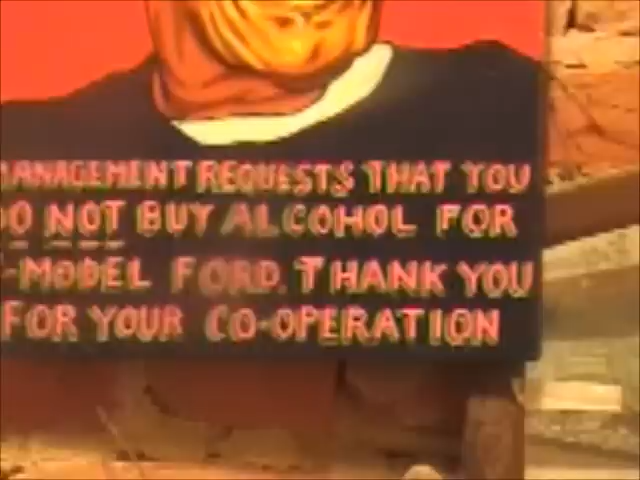 MANAGEMENT REQUESTS THAT YOU
DO NOT BUY ALCOHOL FOR
-MODEL FORD. THANK YOU
FOR YOUR CO-OPERATION